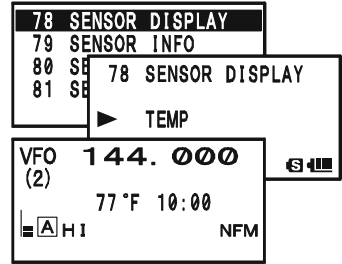 78 SENSOR DISPLAY
79 SENSOR INFO
80 SE
81 SE
78 SENSOR DISPLAY
TEMP
S
VFO 144.000
(2)
77°F 10:00
A HI NFM